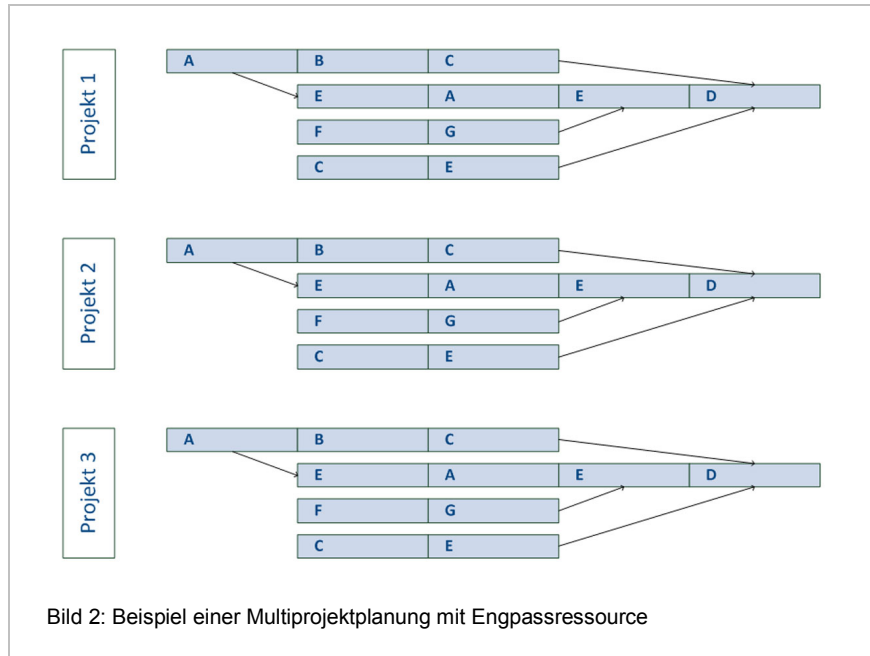 Projekt 1
A B C
E A E D
F G
C E
Projekt 2
A B C
E A E D
F G
C E
Projekt 3
A B C
E A E D
F G
C E
Bild 2: Beispiel einer Multiprojektplanung mit Engpassressource